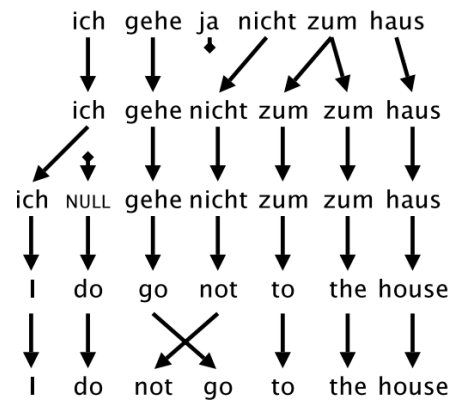 ich gehe ja nicht zum haus
ich gehe nicht zum zum haus
ich NULL gehe nicht zum zum haus
I do go not to the house
I do not go to the house